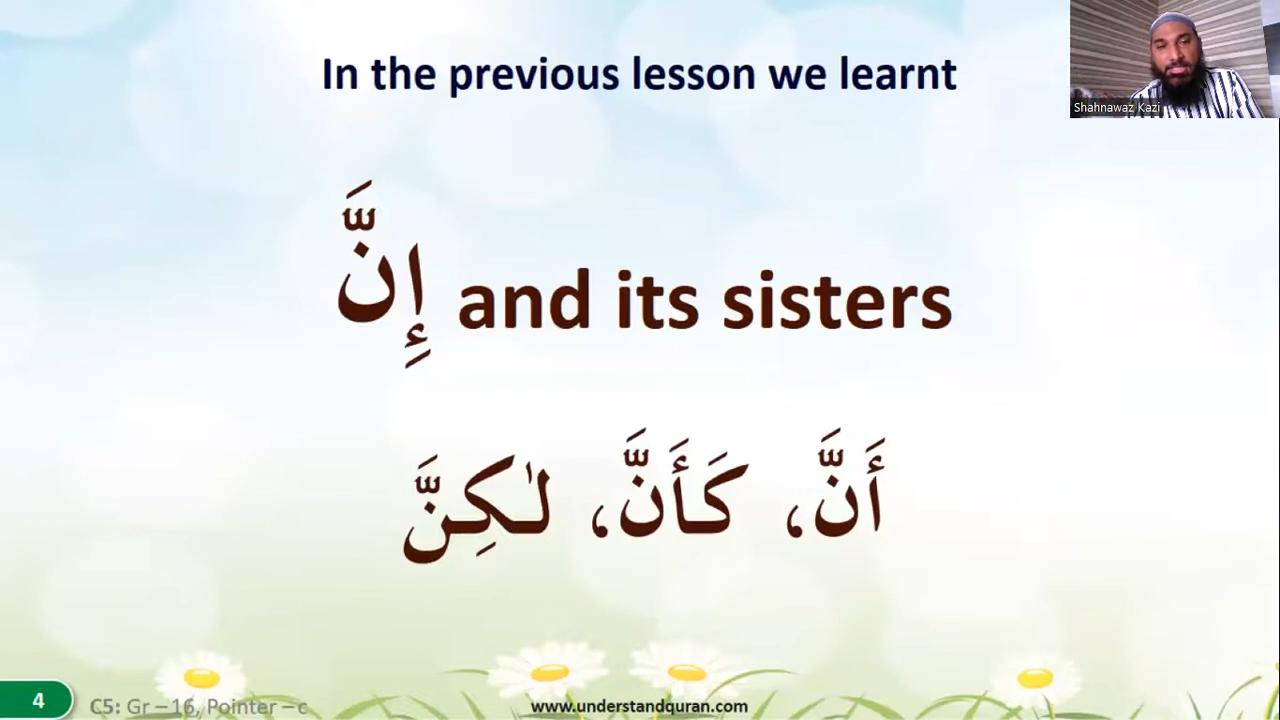 In the previous lesson we learnt
Shahnawaz Kazi
إِنَّ and its sisters
أَنَّ، كَأَنَّ، لٰكِنَّ
4
C5: Gr – 16, Pointer – c
www.understandquran.com